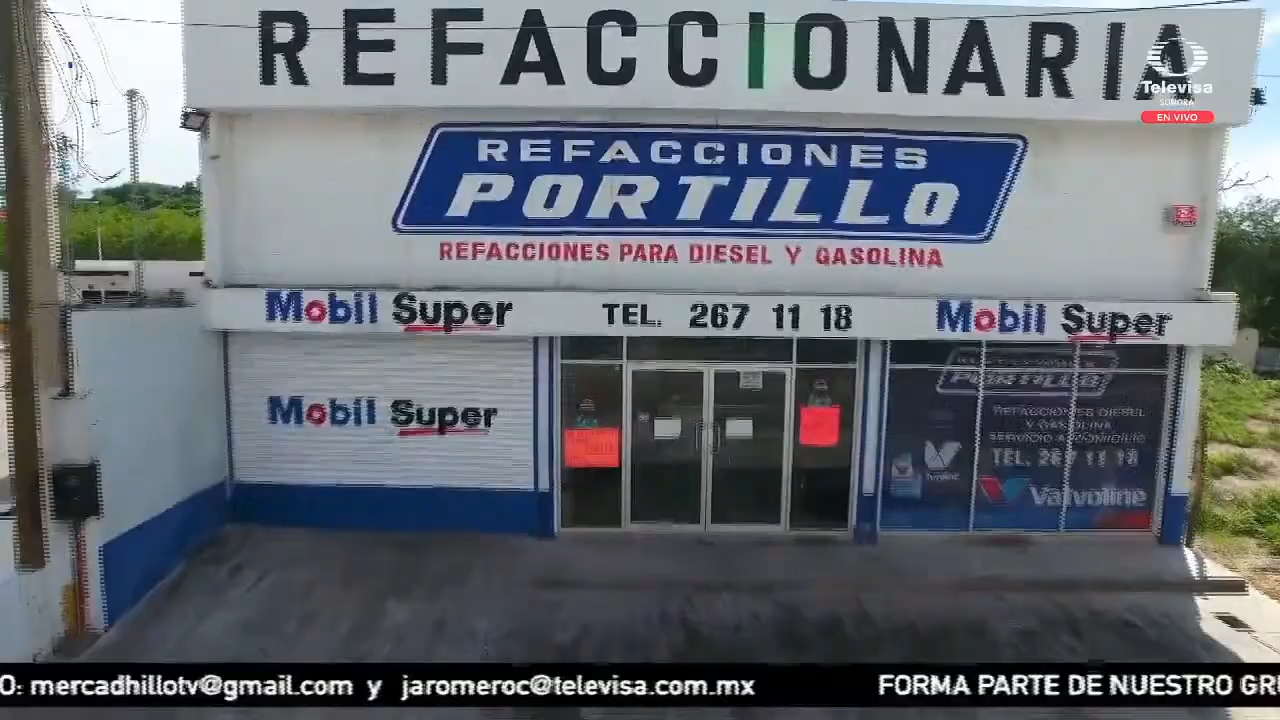 REFACCIONARIA
Televisa
SONORA
EN VIVO
REFACCIONES
PORTILLO
REFACCIONES PARA DIESEL Y GASOLINA
Mobil Super
TEL. 267 11 18
Mobil Super
Mobil Super
PORTILLO
REFACCIONES DIESEL
Y GASOLINA
SERVICIO A DOMICILIO
TEL. 267 11 18
Valvoline
O: mercadhillotv@gmail.com y jaromeroc@televisa.com.mx
FORMA PARTE DE NUESTRO GR